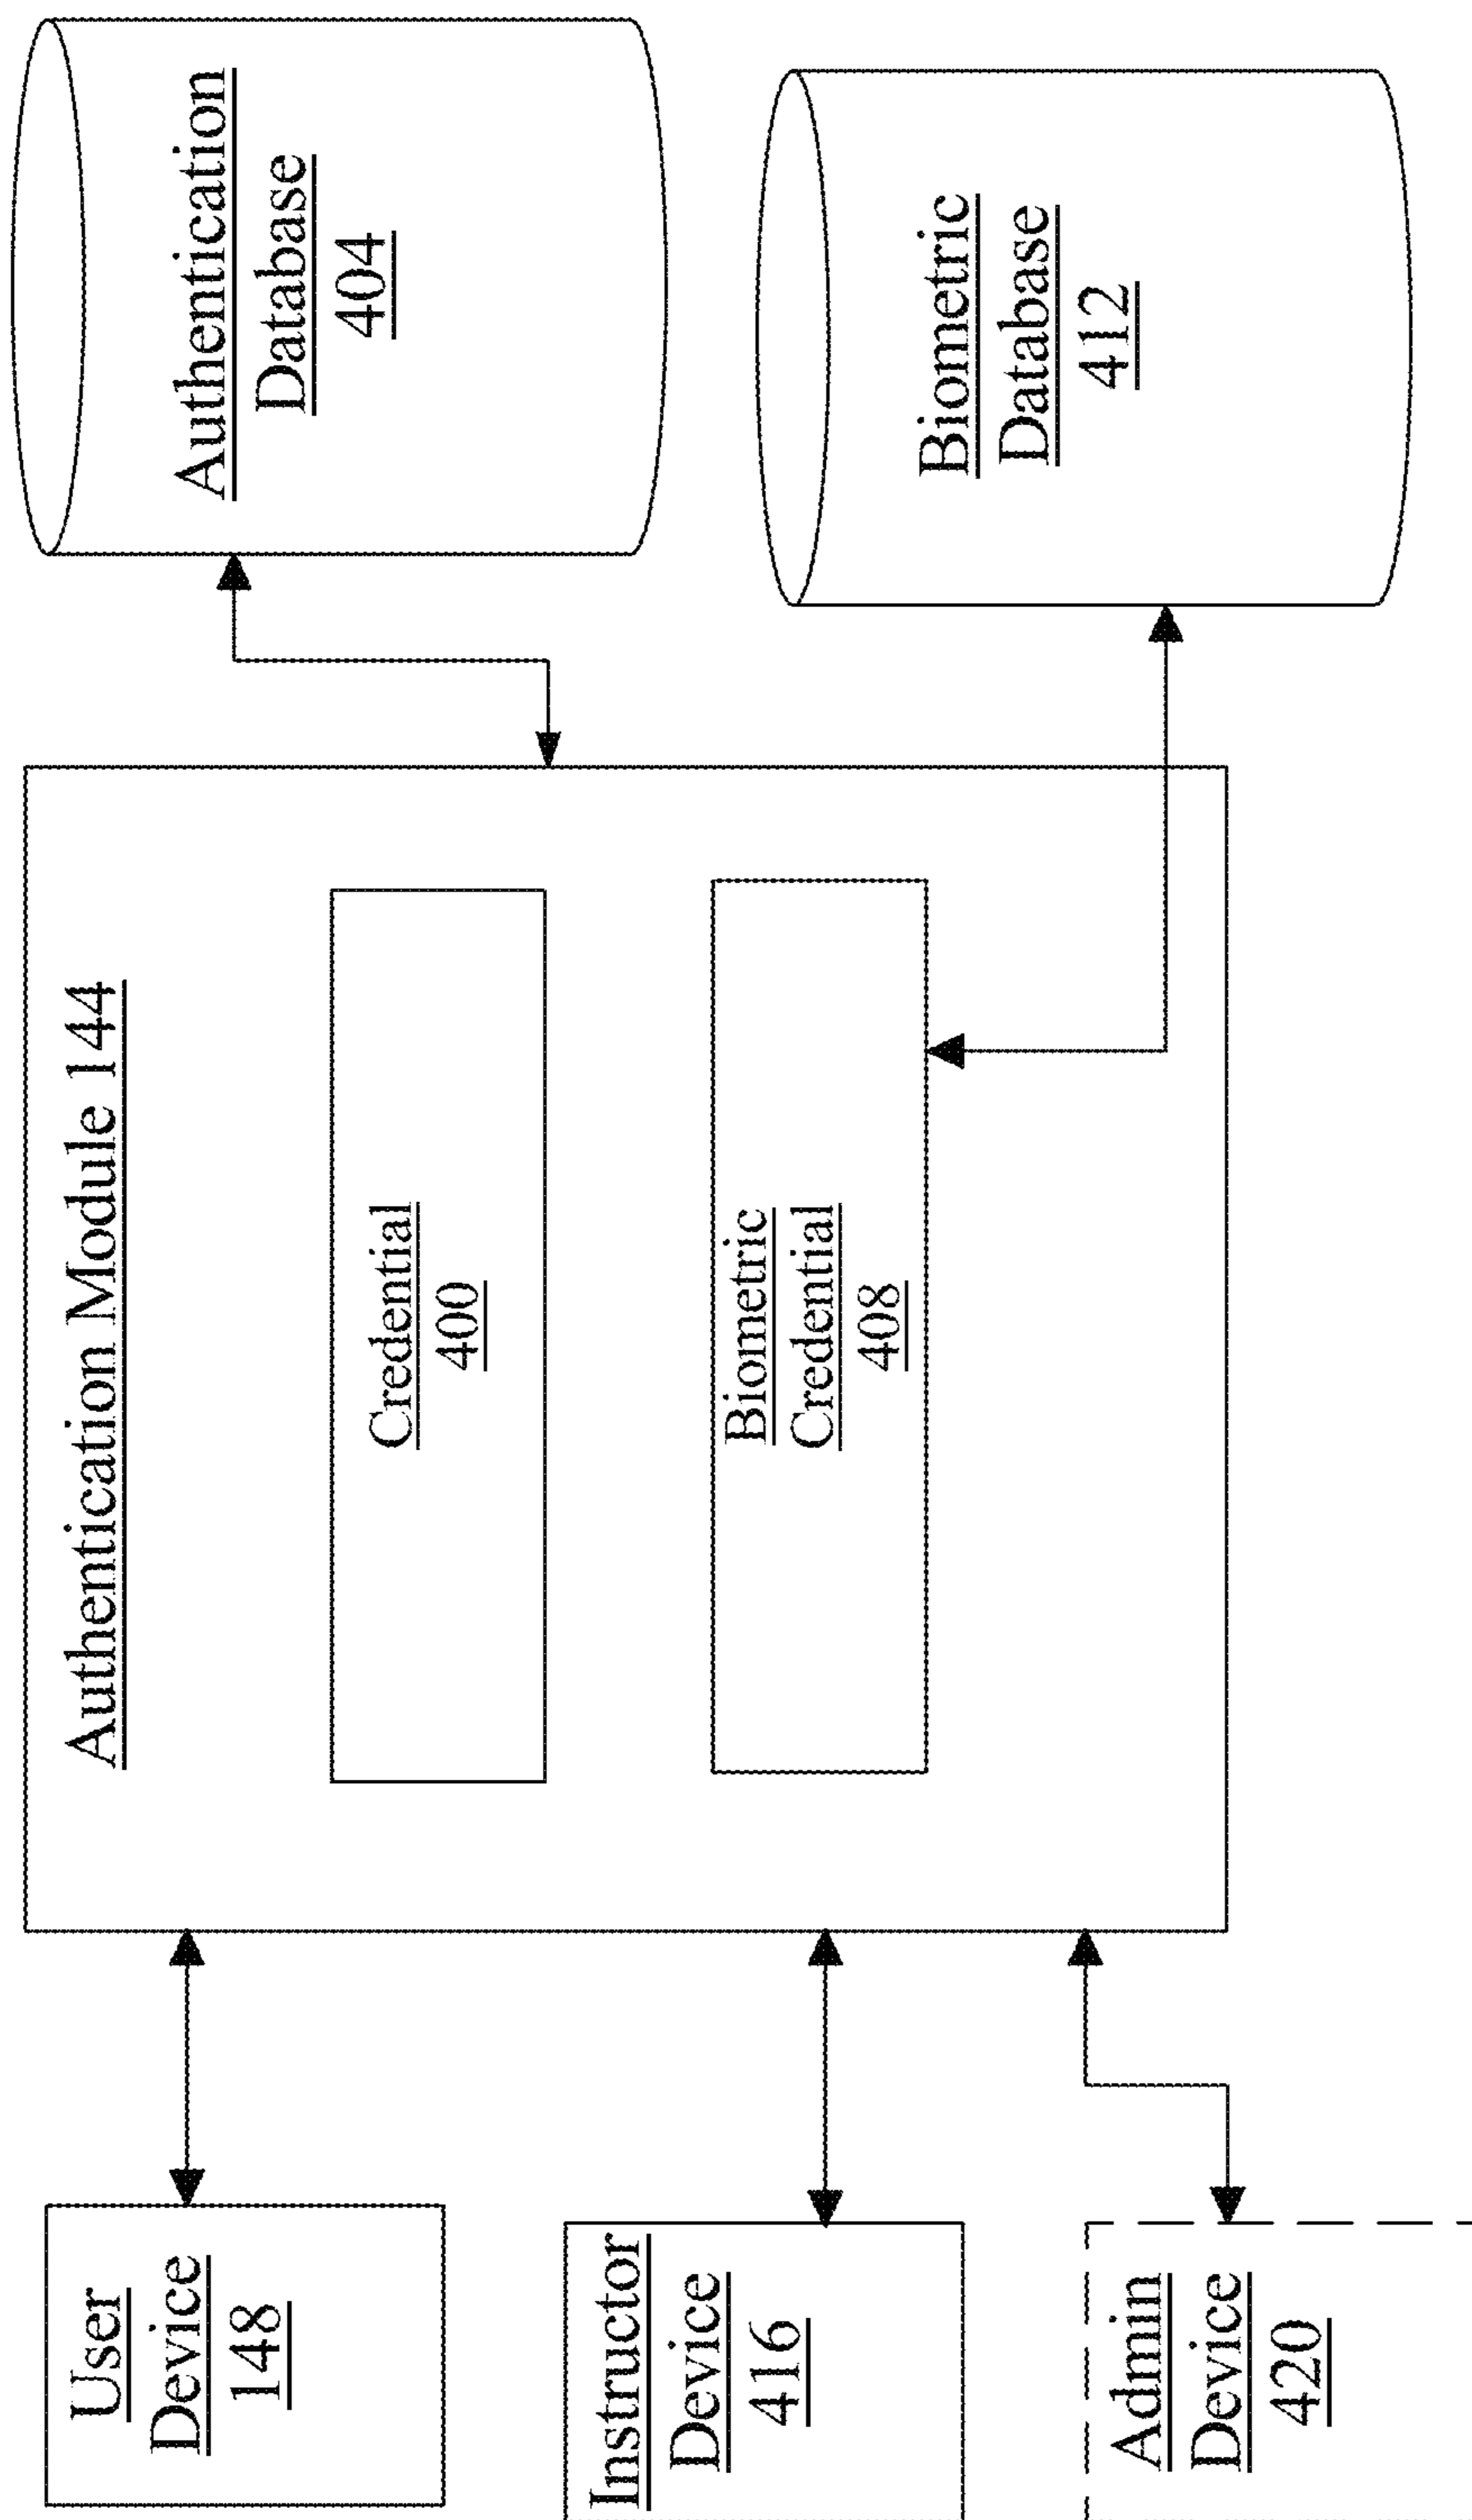 Authentication Module 144
User
Device
148
Credential
400
Authentication
Database
404
Instructor
Device
416
Biometric
Credential
408
Biometric
Database
412
Admin
Device
420